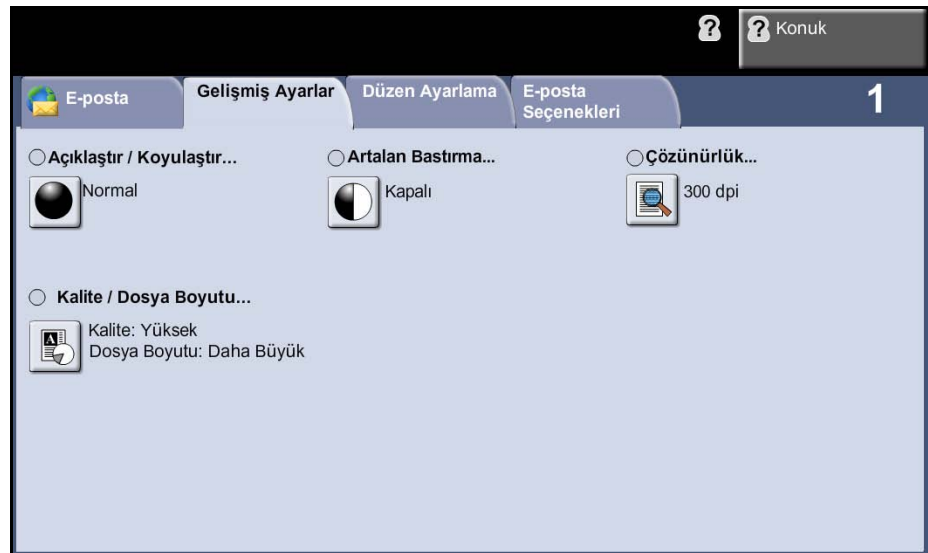 Konuk
E-posta
Gelişmiş Ayarlar
Düzen Ayarlama
E-posta
Seçenekleri
1
Açıklaştır / Koyulaştır...
Normal
Artalan Bastırma...
Kapalı
Çözünürlük...
300 dpi
Kalite / Dosya Boyutu...
Kalite: Yüksek
Dosya Boyutu: Daha Büyük